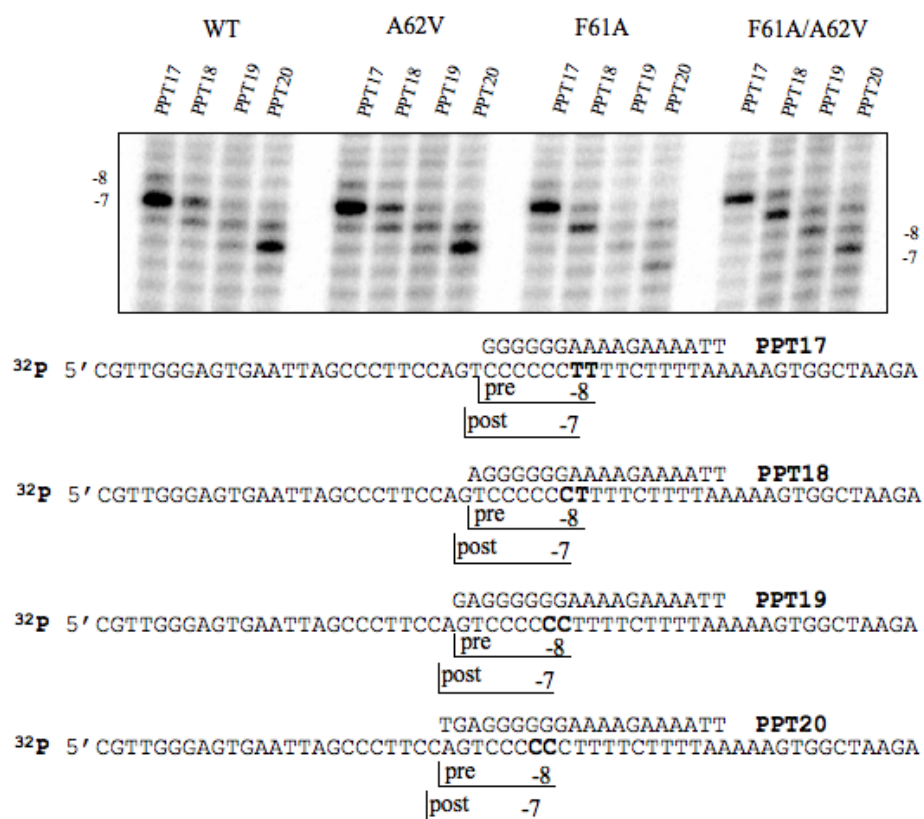 WT A62V F61A F61A/A62V
PPT17 PPT18 PPT19 PPT20 PPT17 PPT18 PPT19 PPT20 PPT17 PPT18 PPT19 PPT20 PPT17 PPT18 PPT19 PPT20
-8
-7
-8
-7
GGGGGGAAAAGAAAATT PPT17
32P 5'CGTTGGGAGTGAATTAGCCCTTCCAGTCCCCCCTTTTCTTTTAAAAAGTGGCTAAGA
pre -8
post -7
AGGGGGGAAAAGAAAATT PPT18
32P 5'CGTTGGGAGTGAATTAGCCCTTCCAGTCCCCCCTTTTCTTTTAAAAAGTGGCTAAGA
pre -8
post -7
GAGGGGGGAAAAGAAAATT PPT19
32P 5'CGTTGGGAGTGAATTAGCCCTTCCAGTCCCCCCTTTTCTTTTAAAAAGTGGCTAAGA
pre -8
post -7
TGAGGGGGGAAAAGAAAATT PPT20
32P 5'CGTTGGGAGTGAATTAGCCCTTCCAGTCCCCCCTTTTCTTTTAAAAAGTGGCTAAGA
pre -8
post -7